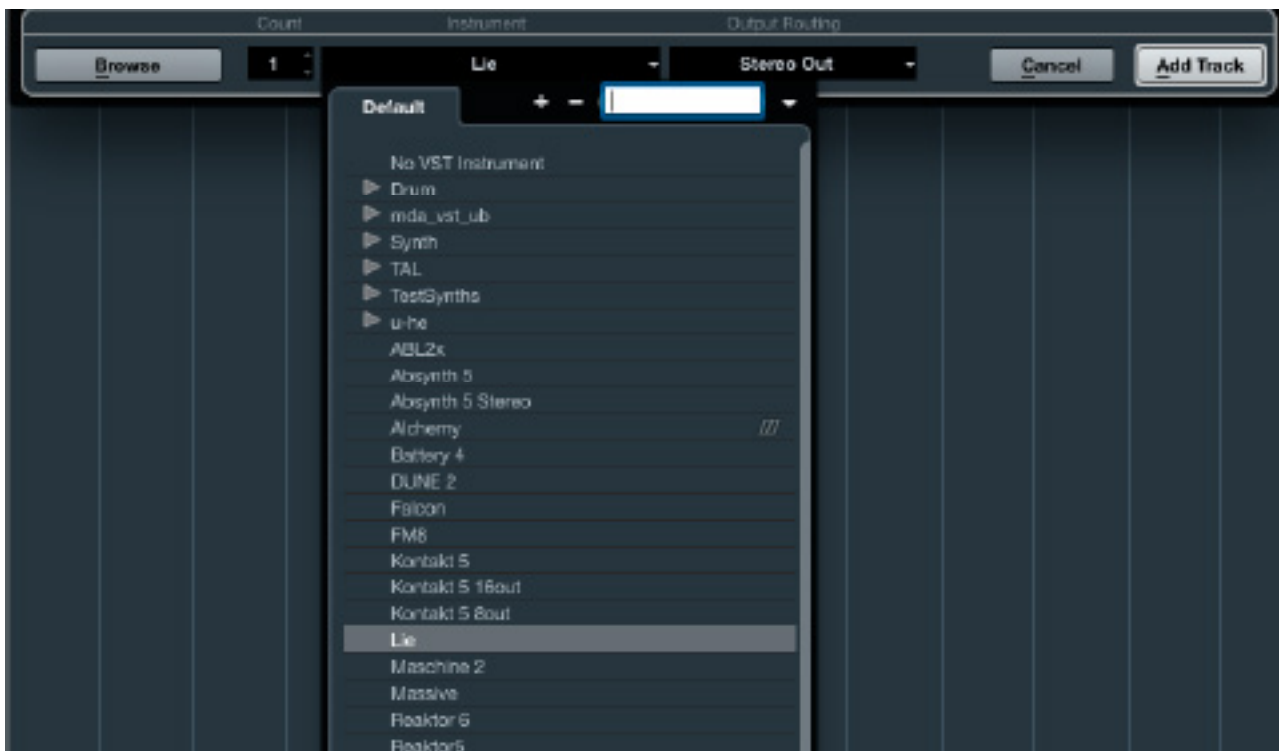 Count Instrument Output Routing
Browse 1 Lie Stereo Out Cancel Add Track
Default + -
No VST Instrument
Drum
mda_vst_ub
Synth
TAL
TestSynths
u-he
ABL2x
Absynth 5
Absynth 5 Stereo
Alchemy
Battery 4
DUNE 2
Falcon
FM8
Kontakt 5
Kontakt 5 16out
Kontakt 5 8out
Lie
Maschine 2
Massive
Reaktor 6
Reaktor5